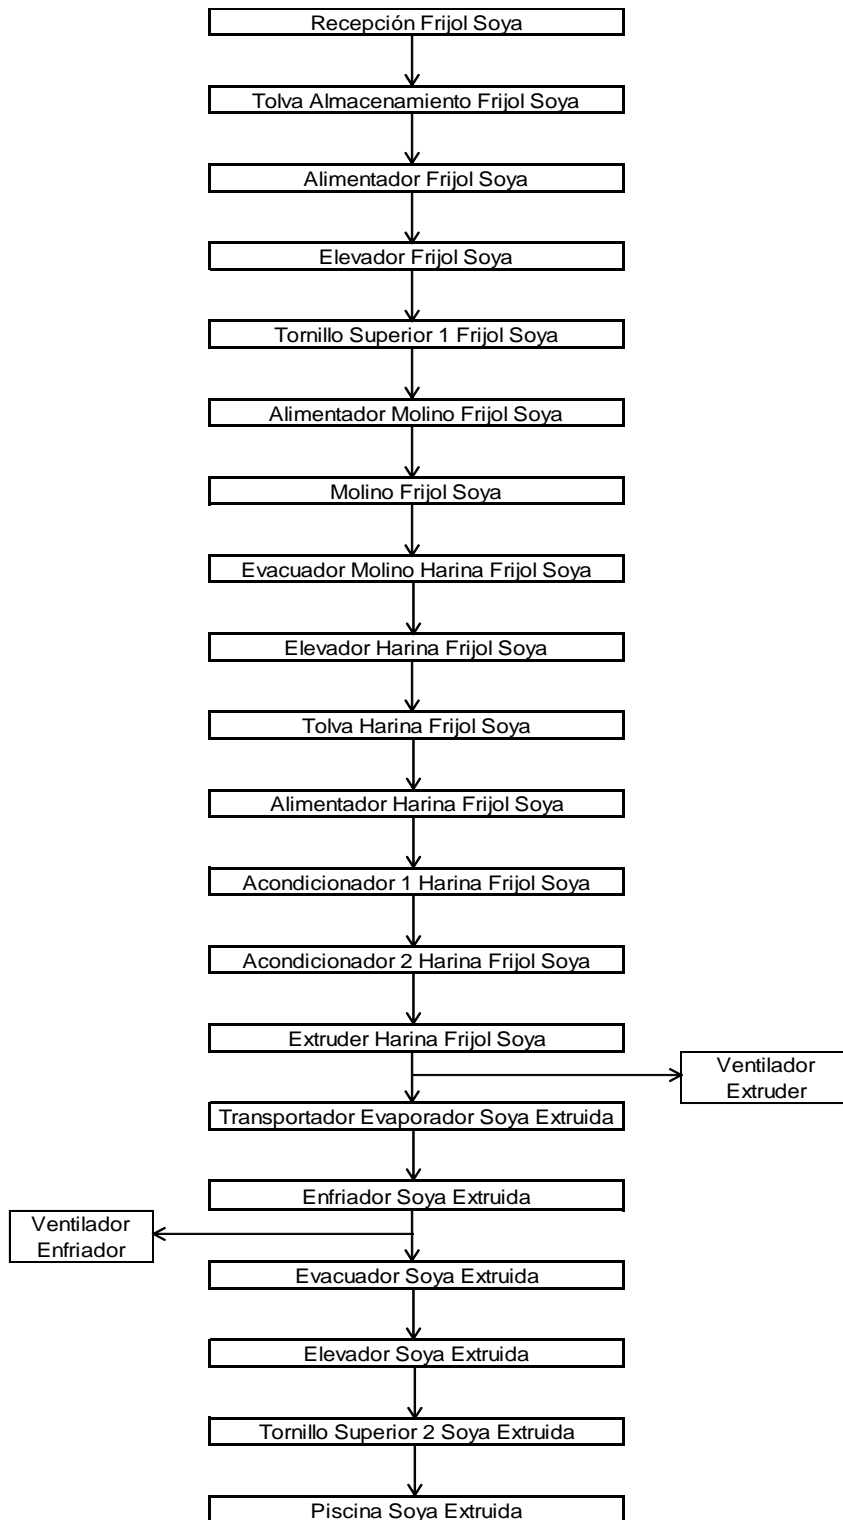 Recepción Frijol Soya
Tolva Almacenamiento Frijol Soya
Alimentador Frijol Soya
Elevador Frijol Soya
Tornillo Superior 1 Frijol Soya
Alimentador Molino Frijol Soya
Molino Frijol Soya
Evacuador Molino Harina Frijol Soya
Elevador Harina Frijol Soya
Tolva Harina Frijol Soya
Alimentador Harina Frijol Soya
Acondicionador 1 Harina Frijol Soya
Acondicionador 2 Harina Frijol Soya
Extruder Harina Frijol Soya
Ventilador
Extruder
Transportador Evaporador Soya Extruida
Enfriador Soya Extruida
Ventilador
Enfriador
Evacuador Soya Extruida
Elevador Soya Extruida
Tornillo Superior 2 Soya Extruida
Piscina Soya Extruida